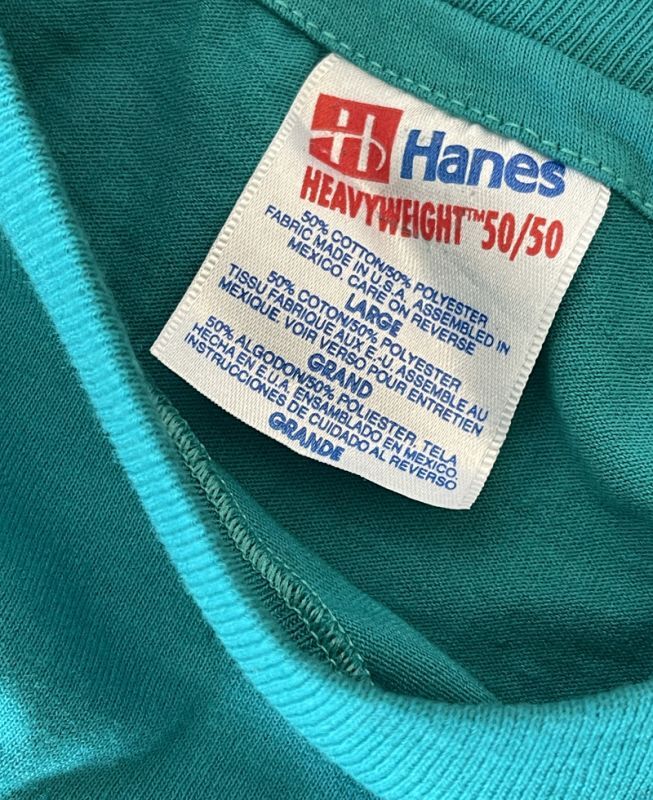 H Hanes
HEAVYWEIGHT™ 50/50
50% COTTON/50% POLYESTER
FABRIC MADE IN U.S.A. ASSEMBLED IN
MEXICO. CARE ON REVERSE
LARGE
50% COTON/50% POLYESTER
TISSU FABRIQUE AUX E.-U. ASSEMBLE AU
MEXIQUE. VOIR VERSO POUR ENTRETIEN
GRAND
50% ALGODON/50% POLIESTER, TELA
HECHA EN E.U.A. ENSAMBLADO EN MEXICO.
INSTRUCCIONES DE CUIDADO AL REVERSO
GRANDE